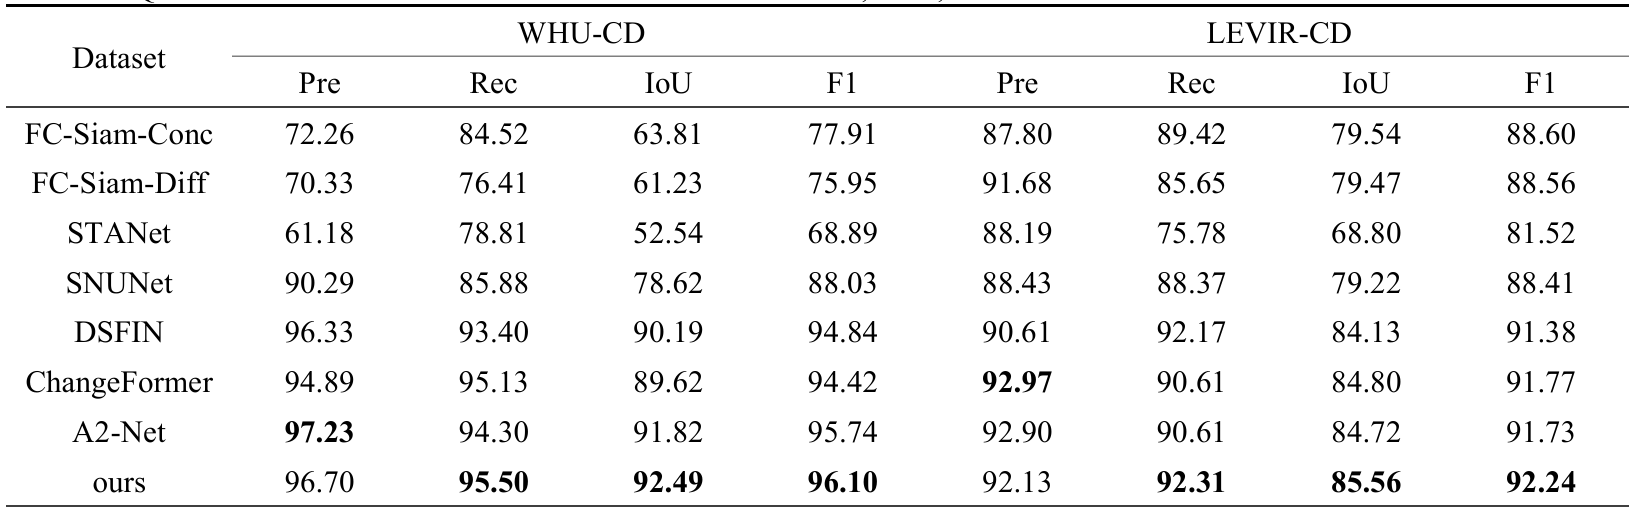 WHU-CD LEVIR-CD
Dataset
Pre Rec IoU F1 Pre Rec IoU F1
FC-Siam-Conc 72.26 84.52 63.81 77.91 87.80 89.42 79.54 88.60
FC-Siam-Diff 70.33 76.41 61.23 75.95 91.68 85.65 79.47 88.56
STANet 61.18 78.81 52.54 68.89 88.19 75.78 68.80 81.52
SNUNet 90.29 85.88 78.62 88.03 88.43 88.37 79.22 88.41
DSFIN 96.33 93.40 90.19 94.84 90.61 92.17 84.13 91.38
ChangeFormer 94.89 95.13 89.62 94.42 92.97 90.61 84.80 91.77
A2-Net 97.23 94.30 91.82 95.74 92.90 90.61 84.72 91.73
ours 96.70 95.50 92.49 96.10 92.13 92.31 85.56 92.24